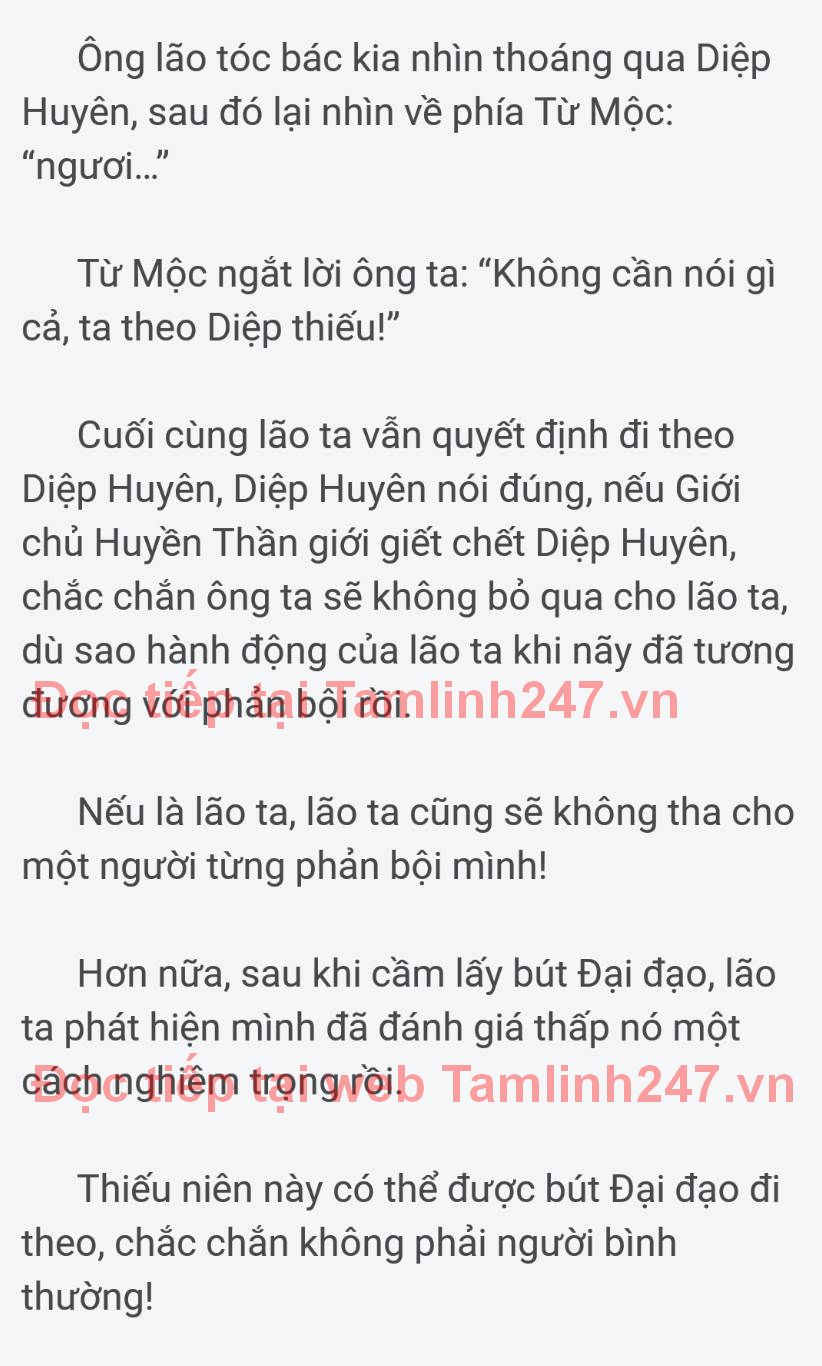 Ông lão tóc bác kia nhìn thoáng qua Diệp
Huyên, sau đó lại nhìn về phía Từ Mộc:
“ngươi...”
Từ Mộc ngắt lời ông ta: “Không cần nói gì
cả, ta theo Diệp thiếu!”
Cuối cùng lão ta vẫn quyết định đi theo
Diệp Huyên, Diệp Huyên nói đúng, nếu Giới
chủ Huyền Thần giới giết chết Diệp Huyên,
chắc chắn ông ta sẽ không bỏ qua cho lão ta,
dù sao hành động của lão ta khi nãy đã tương
đương với phản bội rồi.
Đọc tiếp tại Tamlinh247.vn
Nếu là lão ta, lão ta cũng sẽ không tha cho
một người từng phản bội mình!
Hơn nữa, sau khi cầm lấy bút Đại đạo, lão
ta phát hiện mình đã đánh giá thấp nó một
cách nghiêm trọng rồi.
Đọc tiếp tại web Tamlinh247.vn
Thiếu niên này có thể được bút Đại đạo đi
theo, chắc chắn không phải người bình
thường!